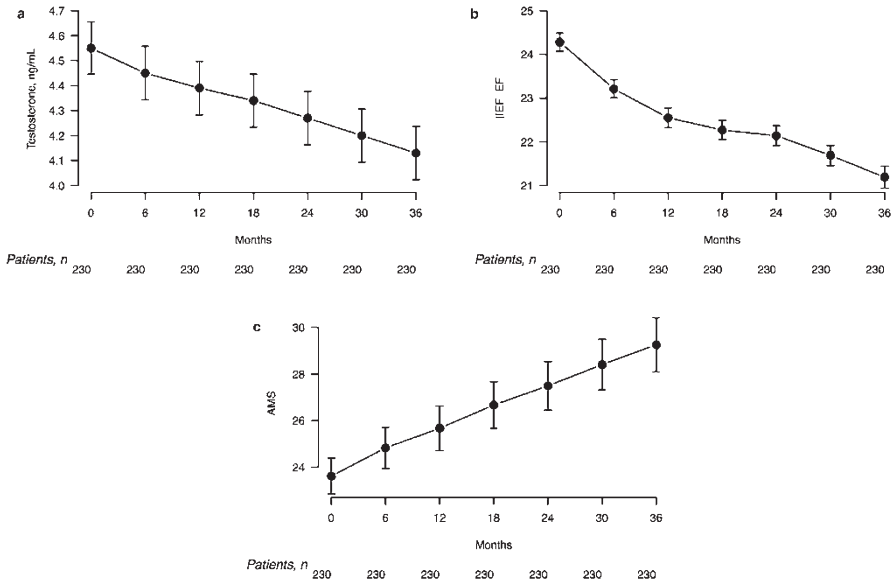 a
Testosterone, ng/mL
4.7
4.6
4.5
4.4
4.3
4.2
4.1
4.0
0 6 12 18 24 30 36
Months
Patients, n 230 230 230 230 230 230 230
b
IIEF EF
25
24
23
22
21
0 6 12 18 24 30 36
Months
Patients, n 230 230 230 230 230 230 230
c
AMS
30
28
26
24
0 6 12 18 24 30 36
Months
Patients, n 230 230 230 230 230 230 230